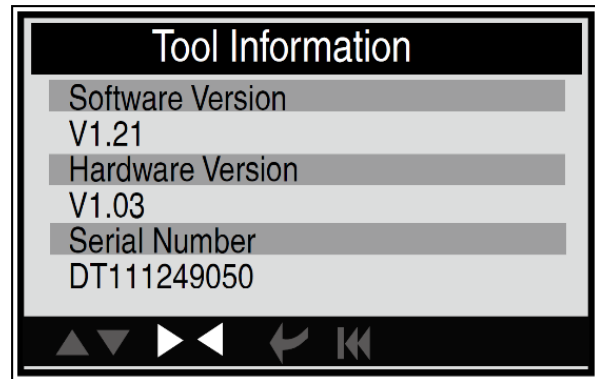 Tool Information
Software Version
V1.21
Hardware Version
V1.03
Serial Number
DT111249050